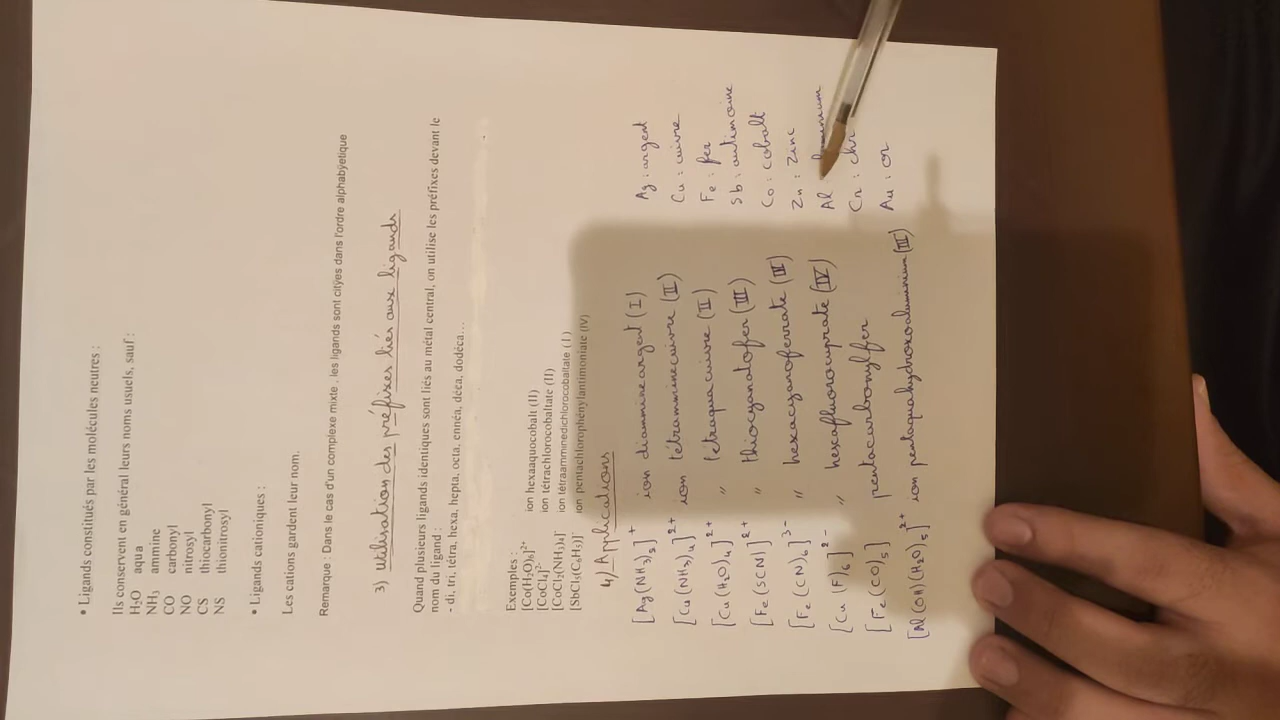 • Ligands constitués par les molécules neutres :
Ils conservent en général leurs noms usuels, sauf :
H₂O aqua
NH₃ ammine
CO carbonyl
NO nitrosyl
CS thiocarbonyl
NS thionitrosyl
• Ligands cationiques :
Les cations gardent leur nom.
Remarque : Dans le cas d'un complexe mixte , les ligands sont cityés dans l'ordre alphabyétique
3) utilisation des préfixes liés aux ligands
Quand plusieurs ligands identiques sont liés au métal central, on utilise les préfixes devant le
nom du ligand :
- di, tri, tétra, hexa, hepta, octa, ennéa, déca, dodéca…
Exemples :
[Co(H₂O)₆]²⁺ ion hexaaquocobalt (II)
[CoCl₄]²⁻ ion tétrachlorocobaltate (II)
[CoCl₂(NH₃)₄]⁻ ion tétraamminedichlorocobaltate ( I )
[SbCl₅(C₆H₅)]⁻ ion pentachlorophénylantimoniate (IV)
4) Applications
[Ag(NH₃)₂]⁺ ion diammineargent (I) Ag : argent
[Cu(NH₃)₄]²⁺ ion tétramminecuivre (II) Cu : cuivre
[Cu(H₂O)₄]²⁺ " tetraquacuivre (II) Fe : fer
[Fe(SCN)]²⁺ " thiocyanatofer (III) Sb : antimoine
[Fe(CN)₆]³⁻ " hexacyanoferrate (III) Co : cobalt
[Cu(F)₆]²⁻ " hexafluorocuprate (IV) Zn : Zinc
[Fe(CO)₅] pentacarbonylfer Al
[Al(OH)(H₂O)₅]²⁺ ion pentaquahydroxoaluminium (III) Cr :
Au : or